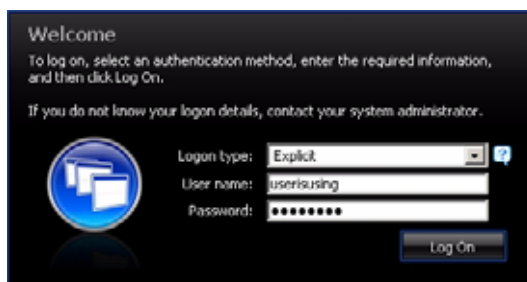 Welcome
To log on, select an authentication method, enter the required information,
and then click Log On.
If you do not know your logon details, contact your system administrator.
Logon type: Explicit
User name: userisusing
Password: ●●●●●●●●
Log On